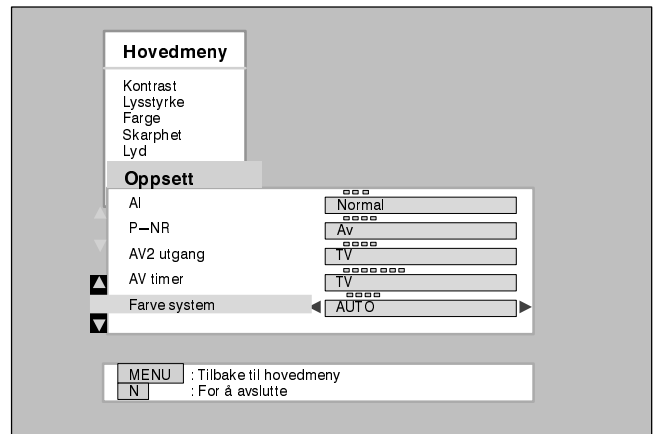 Hovedmeny
Kontrast
Lysstyrke
Farge
Skarphet
Lyd
Oppsett
AI Normal
P–NR Av
AV2 utgang TV
AV timer TV
Farve system AUTO
MENU : Tilbake til hovedmeny
N : For å avslutte